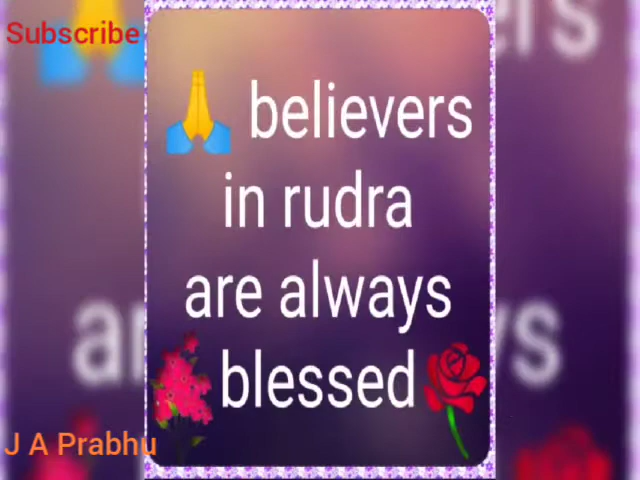 Subscribe
🙏 believers
in rudra
are always
blessed
J A Prabhu